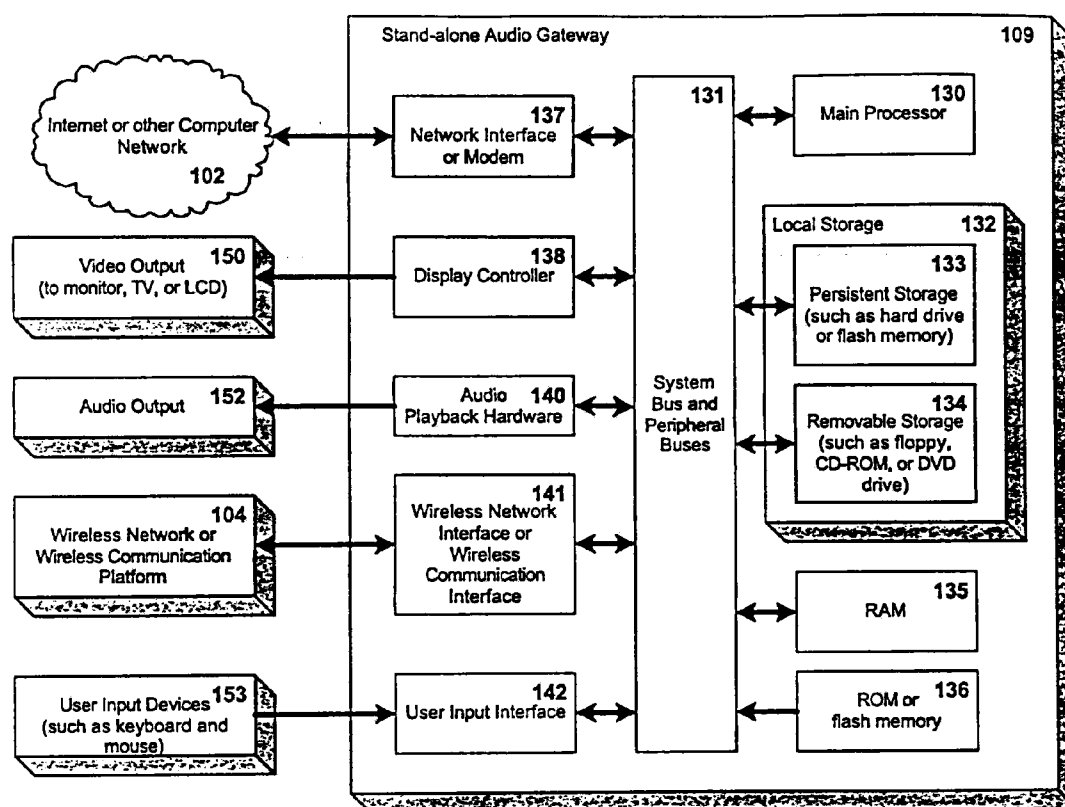 Stand-alone Audio Gateway
109
Internet or other Computer
Network
102
137
Network Interface
or Modem
131
System
Bus and
Peripheral
Buses
130
Main Processor
150
Video Output
(to monitor, TV, or LCD)
138
Display Controller
Local Storage
132
133
Persistent Storage
(such as hard drive
or flash memory)
152
Audio Output
140
Audio
Playback Hardware
134
Removable Storage
(such as floppy,
CD-ROM, or DVD
drive)
104
Wireless Network or
Wireless Communication
Platform
141
Wireless Network
Interface or
Wireless
Communication
Interface
135
RAM
153
User Input Devices
(such as keyboard and
mouse)
142
User Input Interface
136
ROM or
flash memory